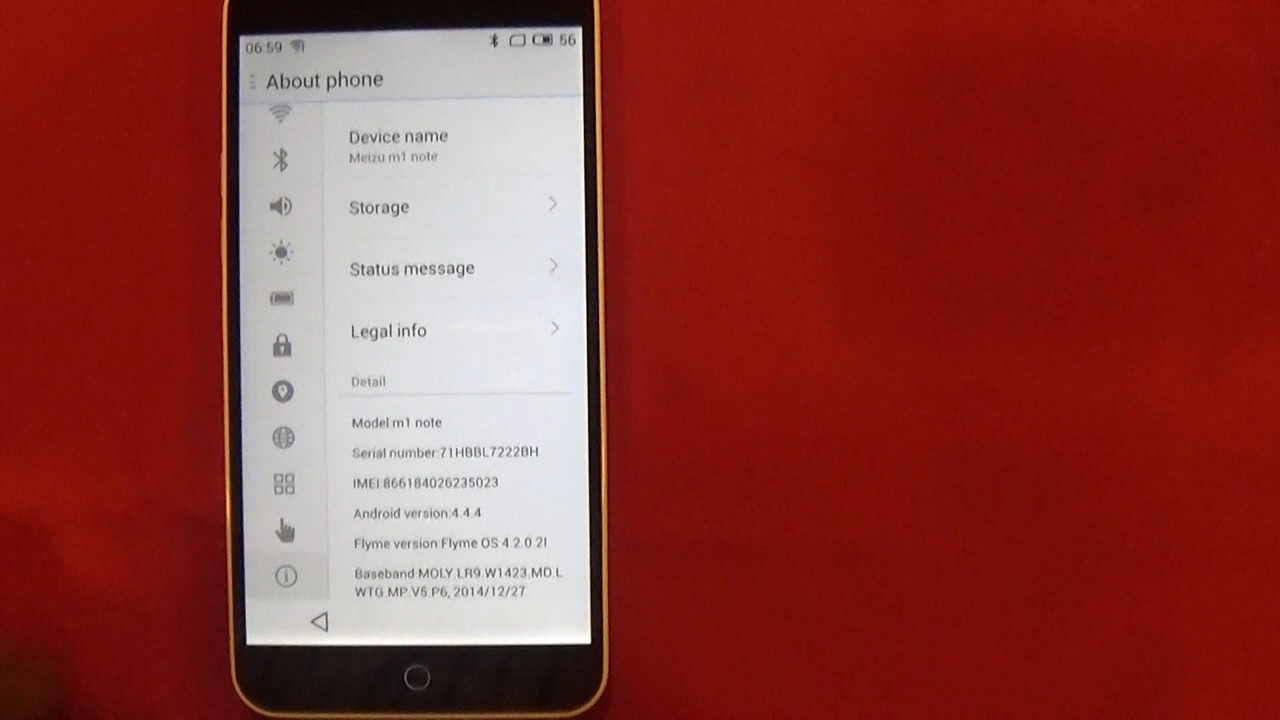 06:59 56
About phone
Device name
Meizu m1 note
Storage
Status message
Legal info
Detail
Model:m1 note
Serial number:71HBBL7222BH
IMEI:866184026235023
Android version:4.4.4
Flyme version:Flyme OS 4.2.0.2I
Baseband:MOLY.LR9.W1423.MD.L
WTG.MP.V5.P6, 2014/12/27